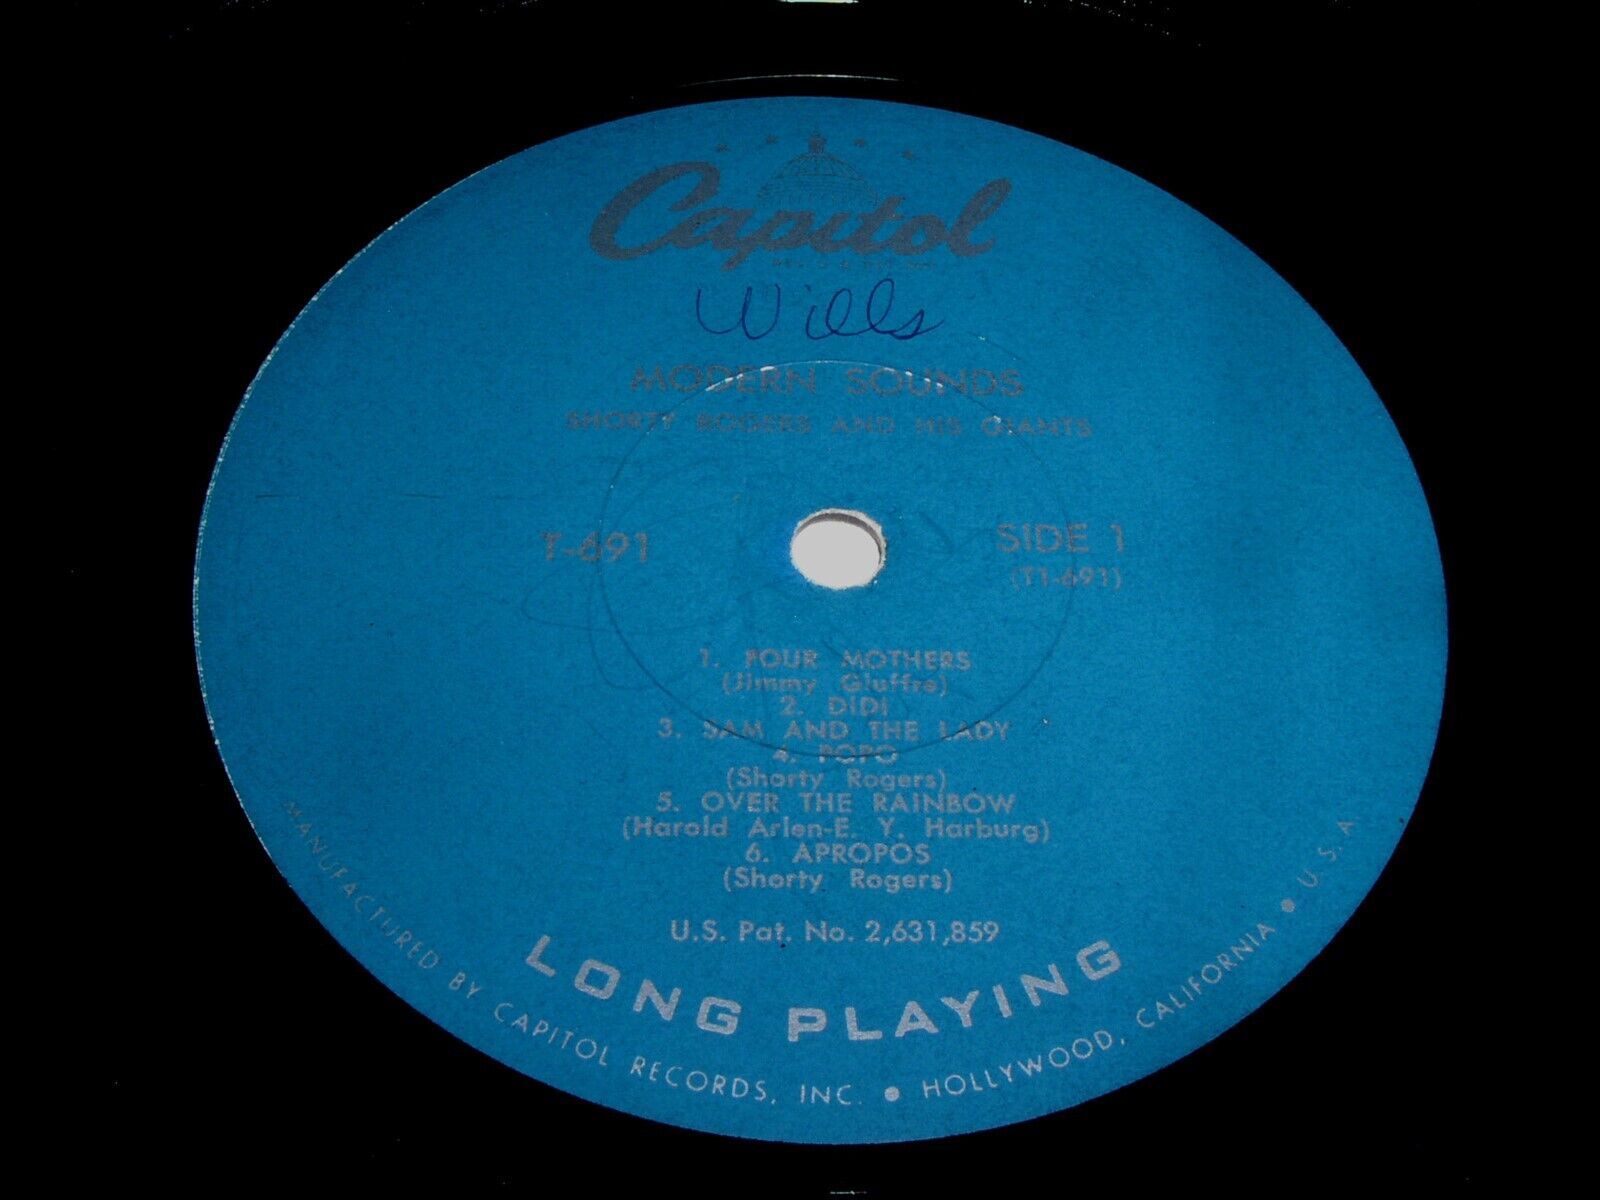 Capitol
Wills
MODERN SOUNDS
SHORTY ROGERS AND HIS GIANTS
T-691
SIDE 1
(T1-691)
1. FOUR MOTHERS
(Jimmy Giuffre)
2. DIDI
3. SAM AND THE LADY
4. POPO
(Shorty Rogers)
5. OVER THE RAINBOW
(Harold Arlen-E. Y. Harburg)
6. APROPOS
(Shorty Rogers)
U.S. Pat. No. 2,631,859
LONG PLAYING
MANUFACTURED BY CAPITOL RECORDS, INC. ● HOLLYWOOD, CALIFORNIA ● U.S.A.